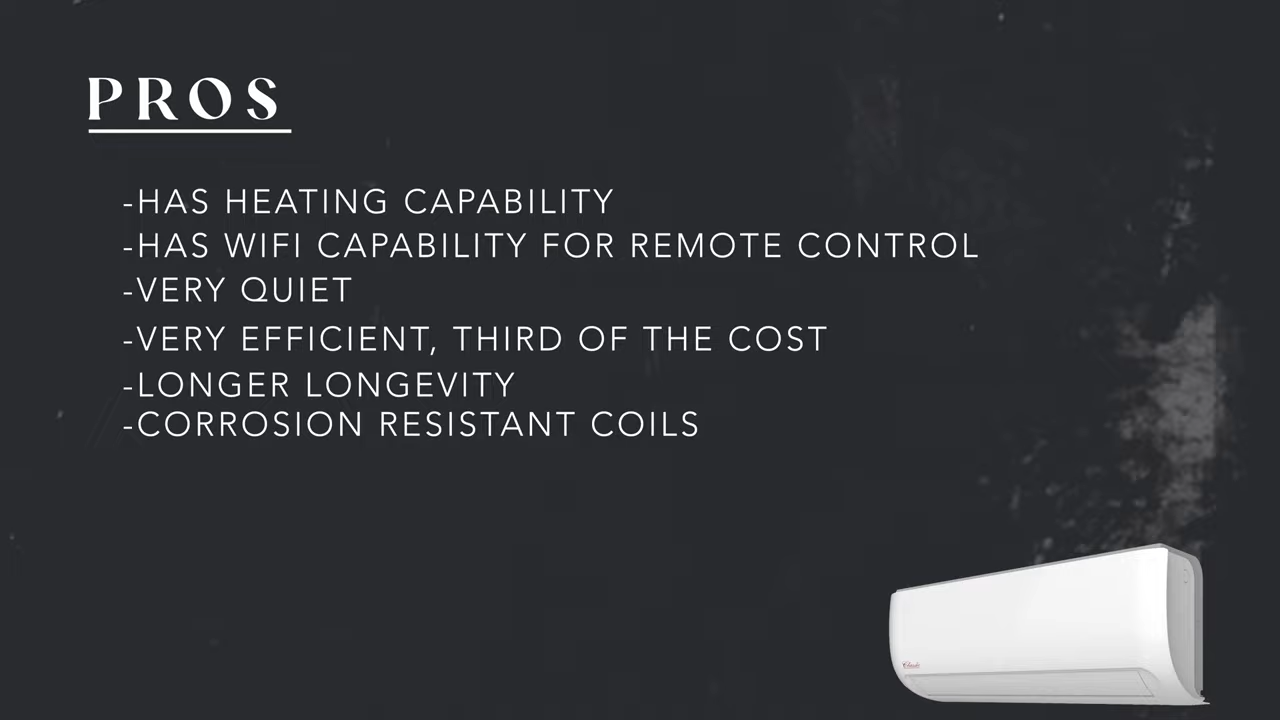 PROS
-HAS HEATING CAPABILITY
-HAS WIFI CAPABILITY FOR REMOTE CONTROL
-VERY QUIET
-VERY EFFICIENT, THIRD OF THE COST
-LONGER LONGEVITY
-CORROSION RESISTANT COILS